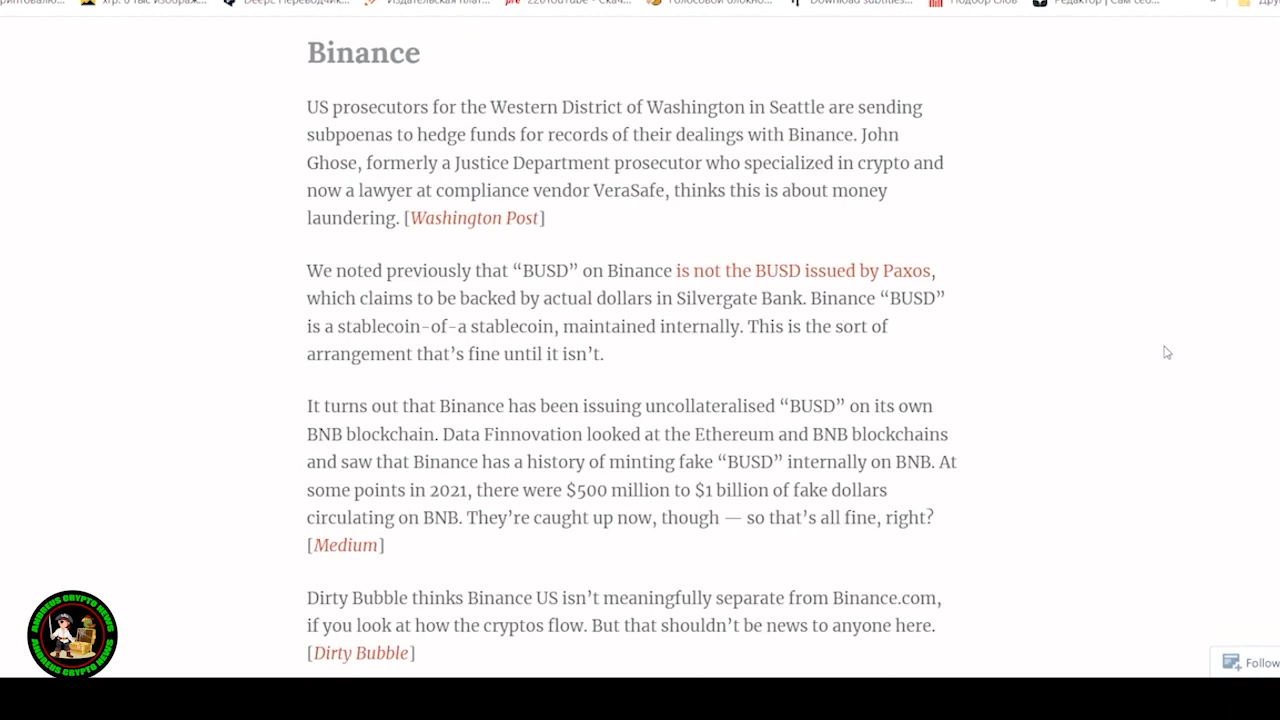 Binance
US prosecutors for the Western District of Washington in Seattle are sending
subpoenas to hedge funds for records of their dealings with Binance. John
Ghose, formerly a Justice Department prosecutor who specialized in crypto and
now a lawyer at compliance vendor VeraSafe, thinks this is about money
laundering. [Washington Post]
We noted previously that “BUSD” on Binance is not the BUSD issued by Paxos,
which claims to be backed by actual dollars in Silvergate Bank. Binance “BUSD”
is a stablecoin-of-a stablecoin, maintained internally. This is the sort of
arrangement that’s fine until it isn’t.
It turns out that Binance has been issuing uncollateralised “BUSD” on its own
BNB blockchain. Data Finnovation looked at the Ethereum and BNB blockchains
and saw that Binance has a history of minting fake “BUSD” internally on BNB. At
some points in 2021, there were $500 million to $1 billion of fake dollars
circulating on BNB. They’re caught up now, though — so that’s all fine, right?
[Medium]
Dirty Bubble thinks Binance US isn’t meaningfully separate from Binance.com,
if you look at how the cryptos flow. But that shouldn’t be news to anyone here.
[Dirty Bubble]
Follow
ANDREUS CRYPTO NEWS
ANDREUS CRYPTO NEWS